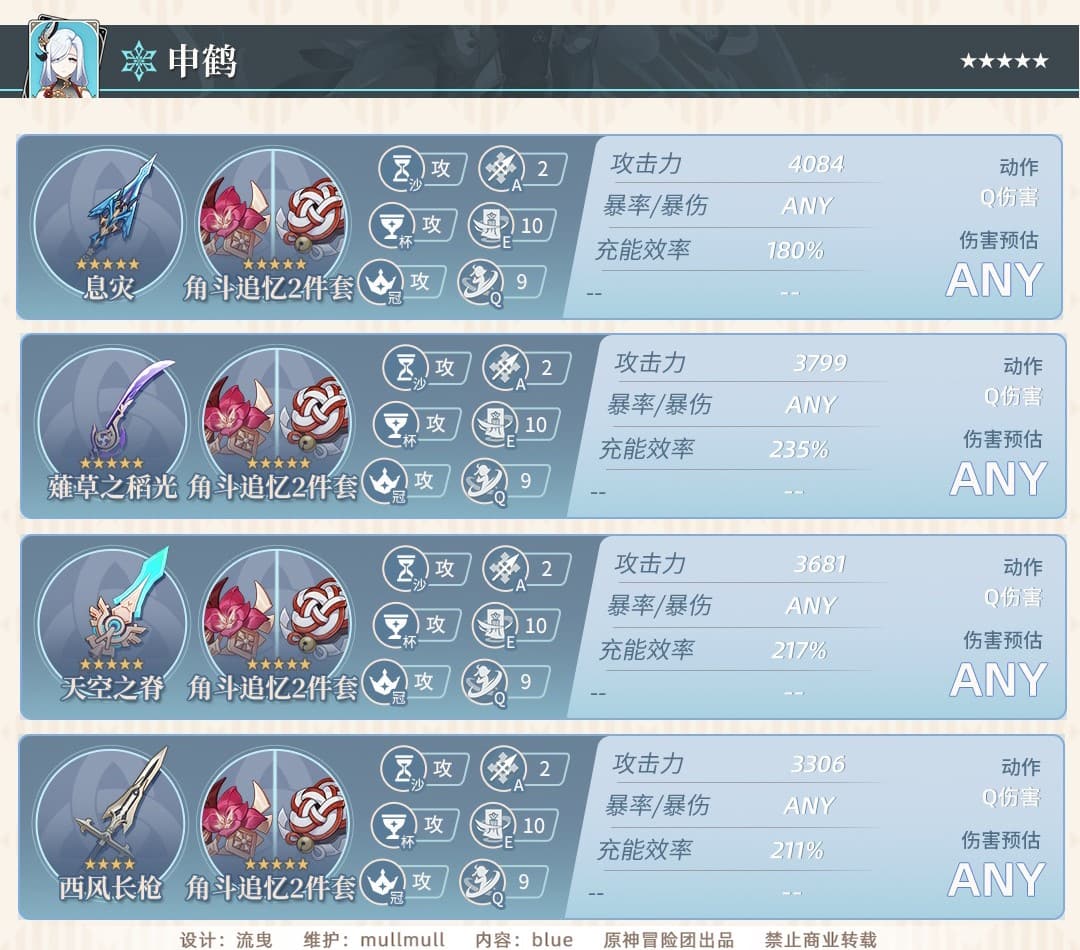 申鹤
★★★★★
息灾
角斗追忆2件套
沙 攻
A 2
杯 攻
E 10
冠 攻
Q 9
攻击力 4084
暴率/暴伤 ANY
充能效率 180%
-- --
动作
Q伤害
伤害预估
ANY
薙草之稻光
角斗追忆2件套
沙 攻
A 2
杯 攻
E 10
冠 攻
Q 9
攻击力 3799
暴率/暴伤 ANY
充能效率 235%
-- --
动作
Q伤害
伤害预估
ANY
天空之脊
角斗追忆2件套
沙 攻
A 2
杯 攻
E 10
冠 攻
Q 9
攻击力 3681
暴率/暴伤 ANY
充能效率 217%
-- --
动作
Q伤害
伤害预估
ANY
西风长枪
角斗追忆2件套
沙 攻
A 2
杯 攻
E 10
冠 攻
Q 9
攻击力 3306
暴率/暴伤 ANY
充能效率 211%
-- --
动作
Q伤害
伤害预估
ANY
设计：流曳 维护：mullmull 内容：blue 原神冒险团出品 禁止商业转载